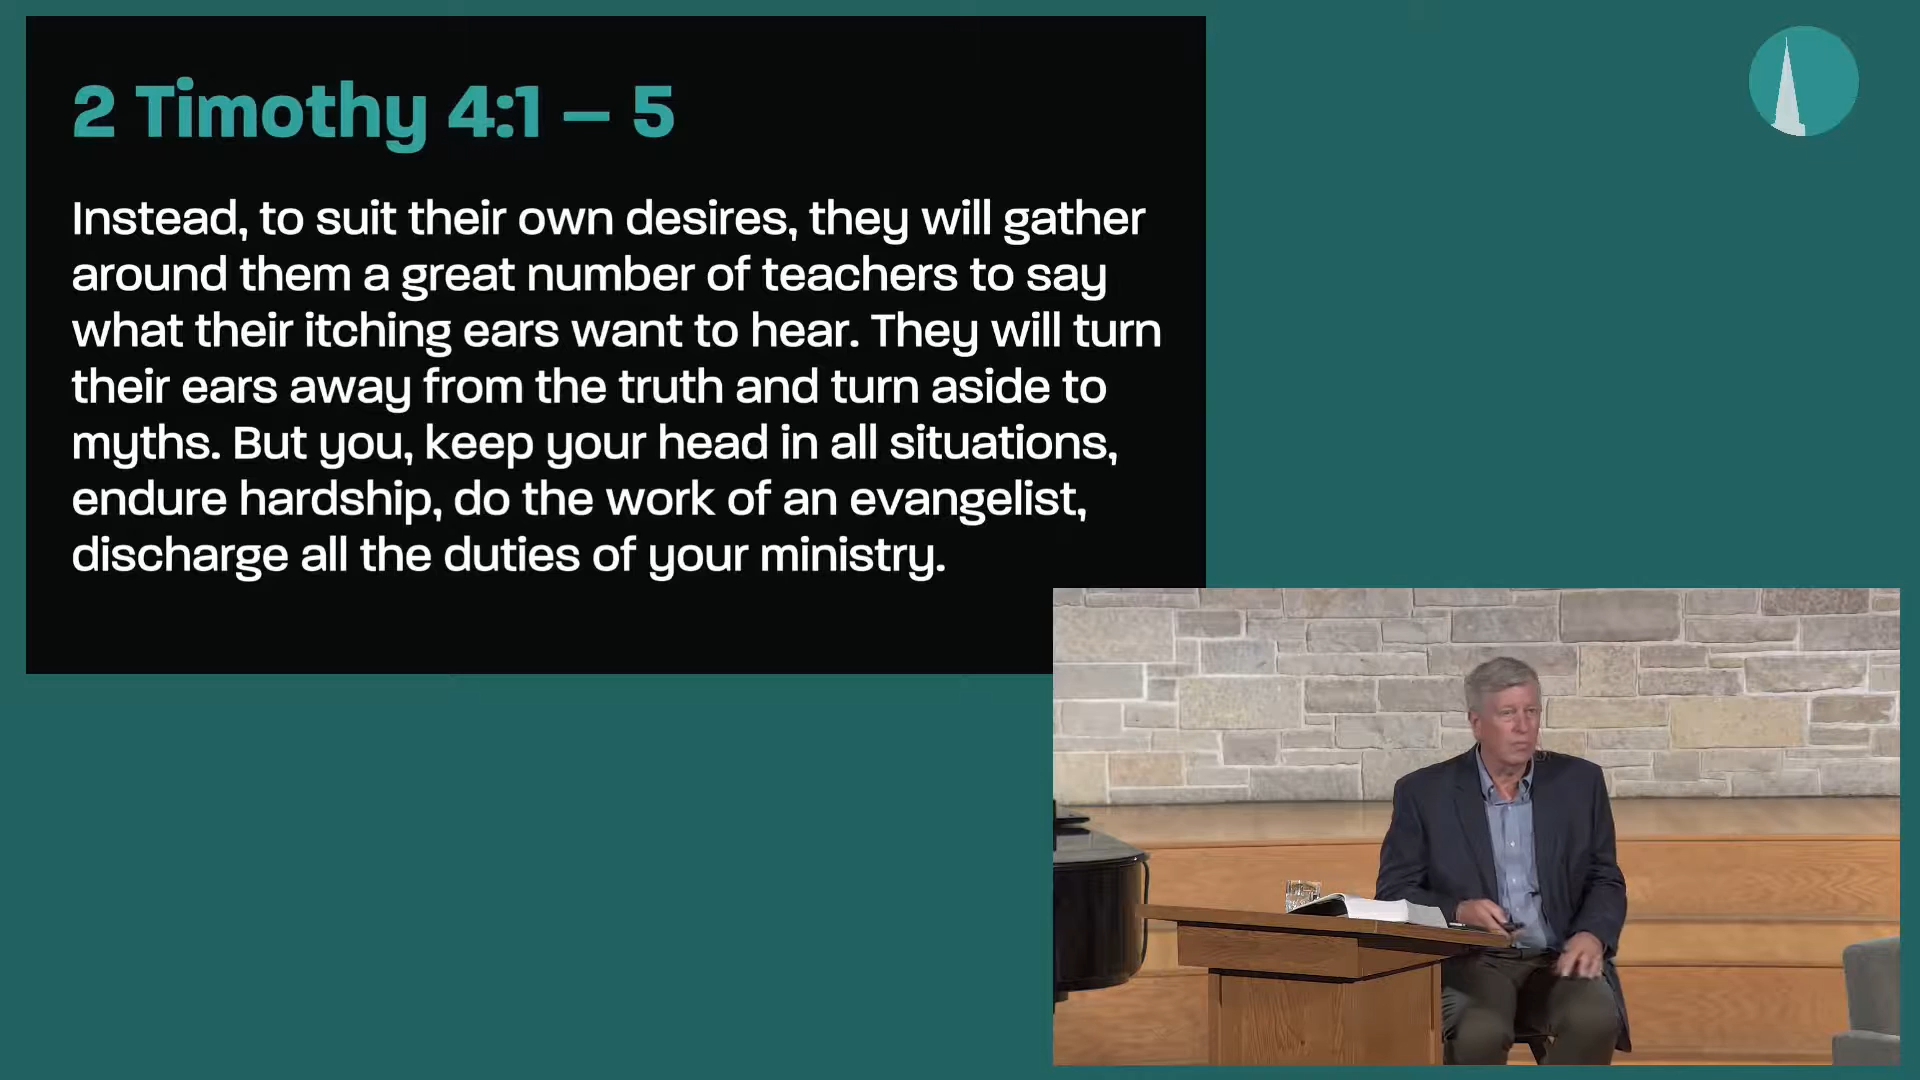 2 Timothy 4:1 – 5
Instead, to suit their own desires, they will gather
around them a great number of teachers to say
what their itching ears want to hear. They will turn
their ears away from the truth and turn aside to
myths. But you, keep your head in all situations,
endure hardship, do the work of an evangelist,
discharge all the duties of your ministry.